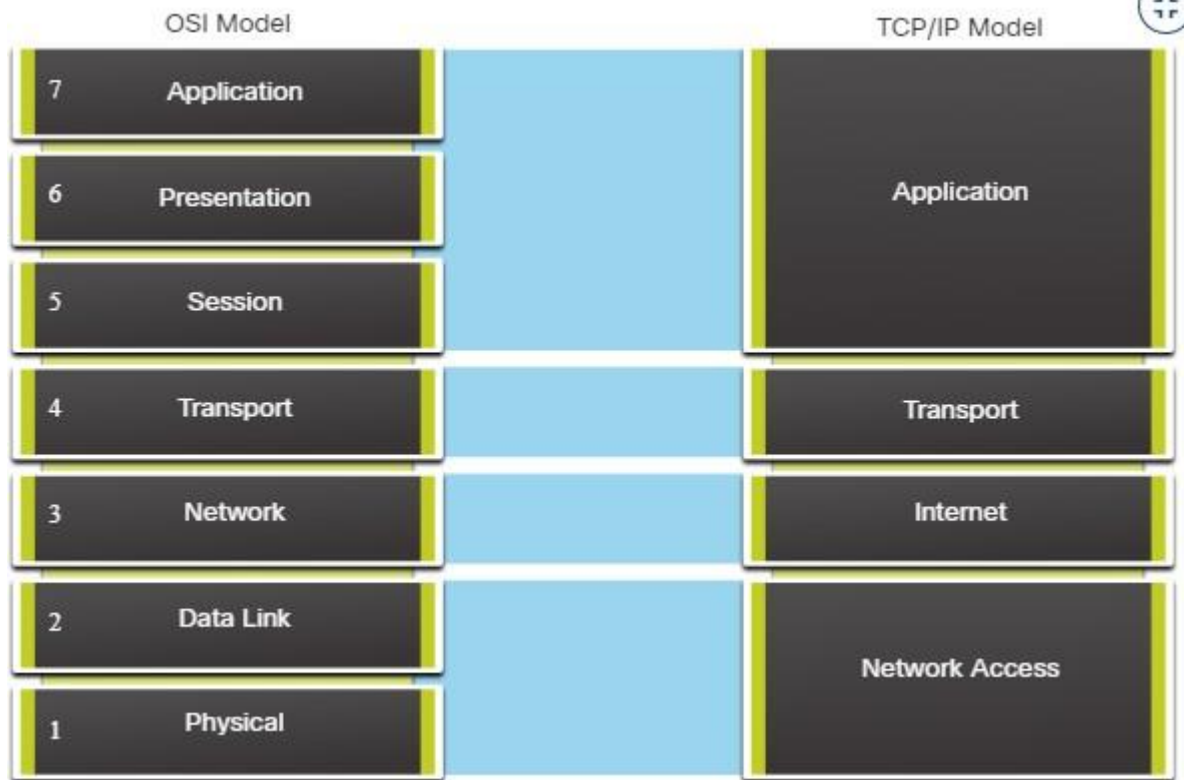 OSI Model
TCP/IP Model
7 Application
6 Presentation
5 Session
4 Transport
3 Network
2 Data Link
1 Physical
Application
Transport
Internet
Network Access